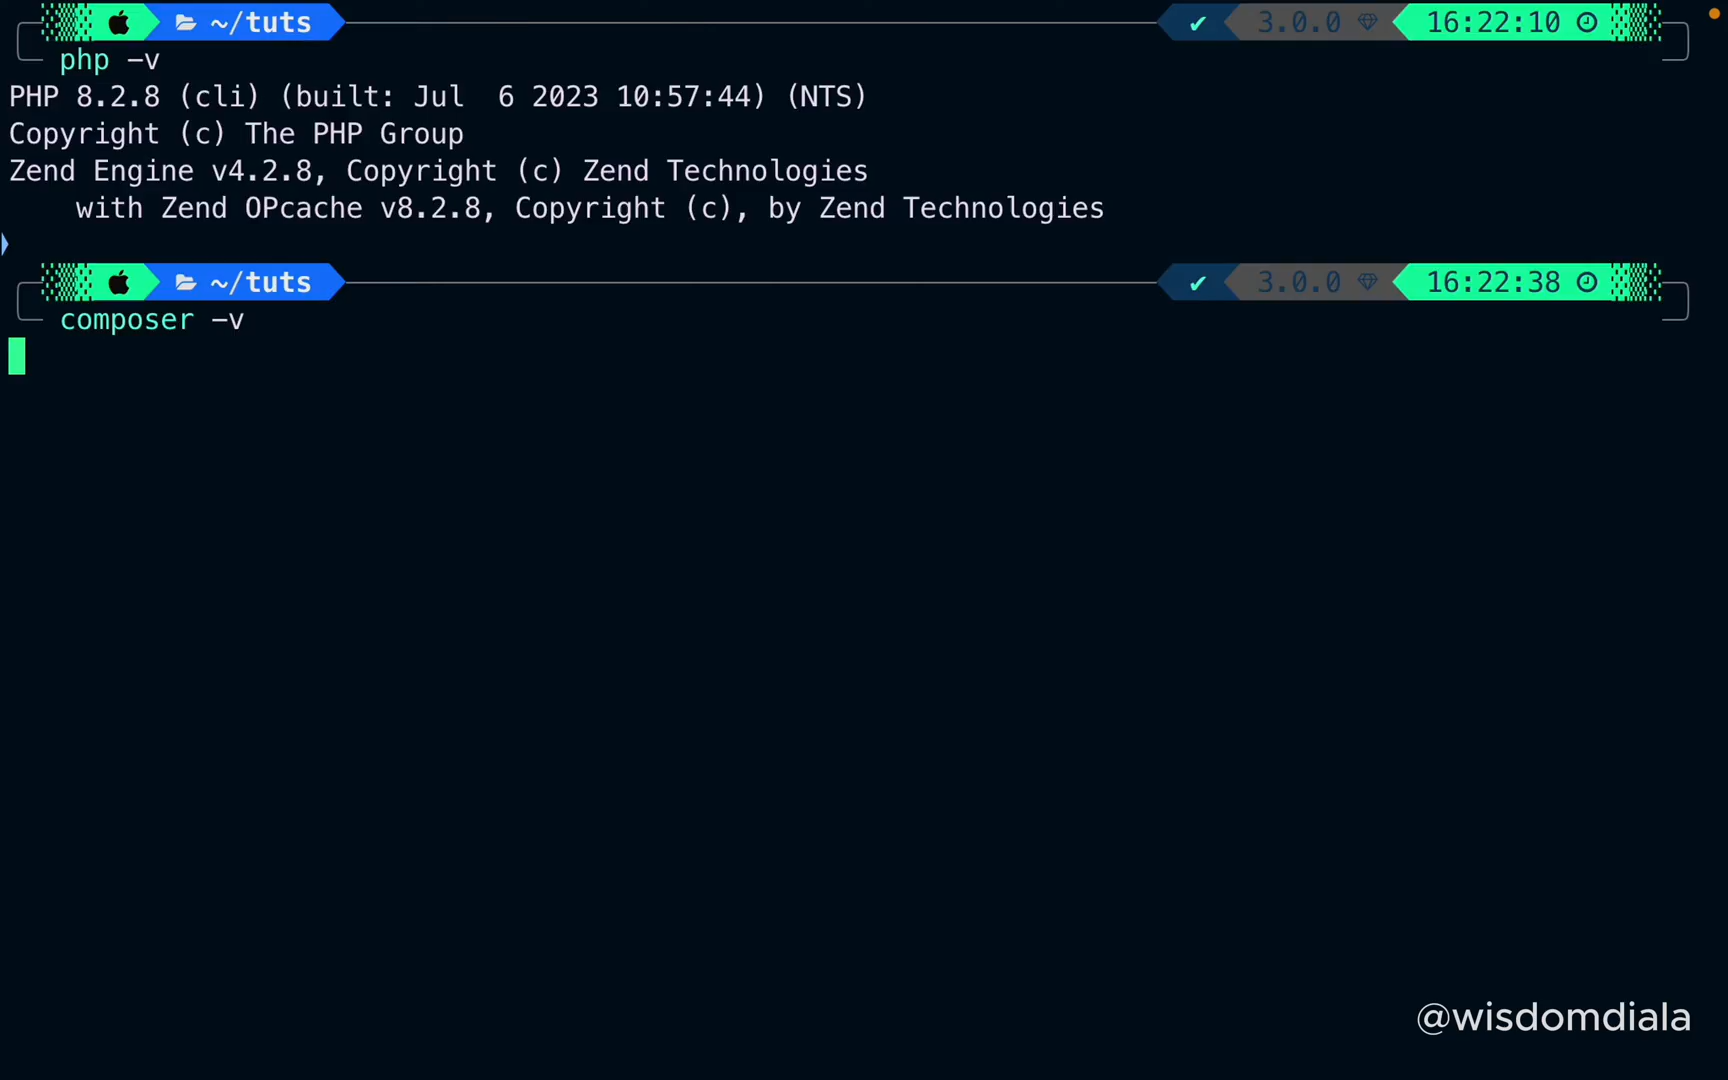 ~/tuts ✔ 3.0.0 16:22:10
php -v
PHP 8.2.8 (cli) (built: Jul  6 2023 10:57:44) (NTS)
Copyright (c) The PHP Group
Zend Engine v4.2.8, Copyright (c) Zend Technologies
    with Zend OPcache v8.2.8, Copyright (c), by Zend Technologies
~/tuts ✔ 3.0.0 16:22:38
composer -v
@wisdomdiala